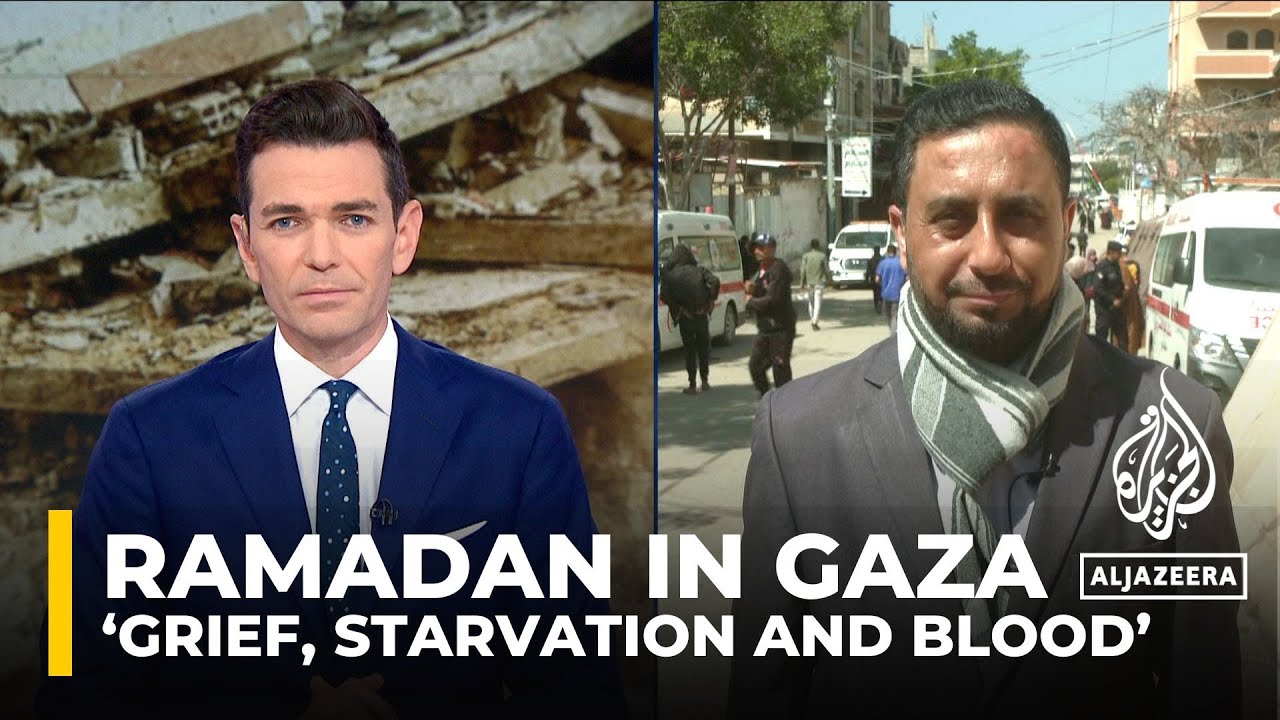 RAMADAN IN GAZA
‘GRIEF, STARVATION AND BLOOD’
الجزيرة
ALJAZEERA